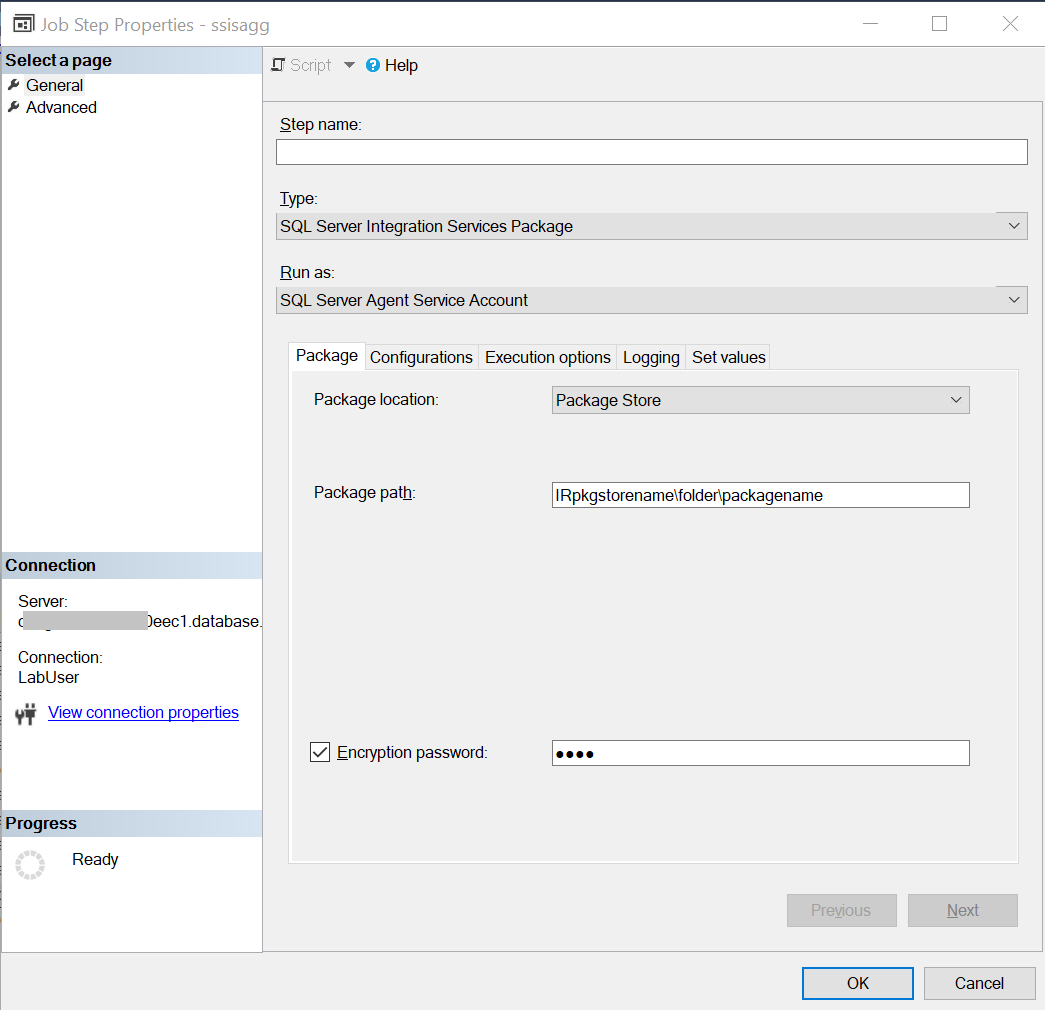 Job Step Properties - ssisagg
Select a page
General
Advanced
Script
Help
Step name:
Type:
SQL Server Integration Services Package
Run as:
SQL Server Agent Service Account
Package
Configurations
Execution options
Logging
Set values
Package location:
Package Store
Package path:
IRpkgstorename\folder\packagename
Encryption password:
●●●●
Connection
Server:
0eec1.database.
Connection:
LabUser
View connection properties
Progress
Ready
Previous
Next
OK
Cancel